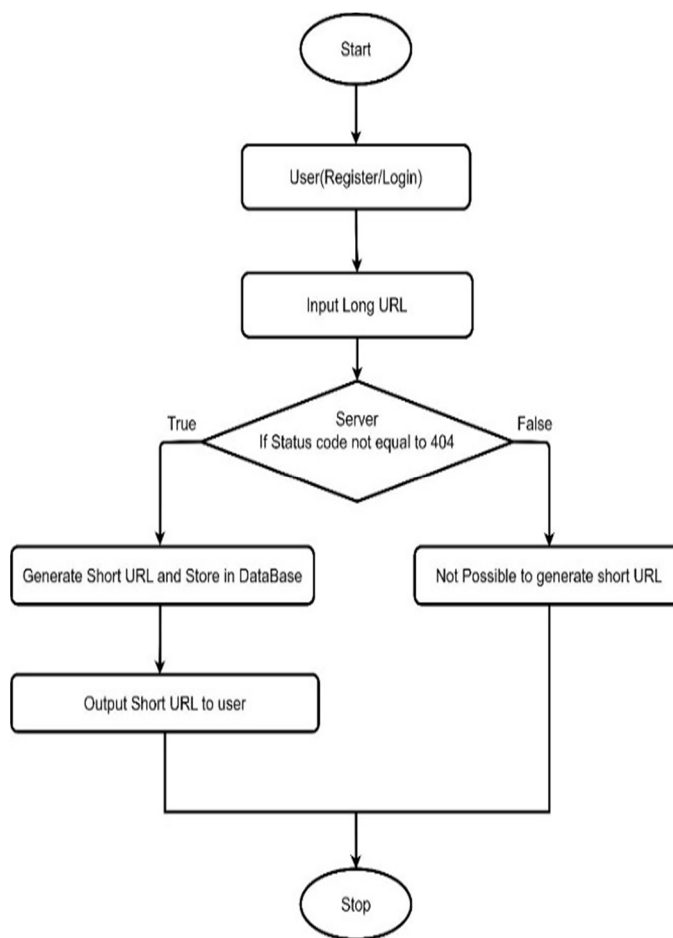 Start
User(Register/Login)
Input Long URL
Server
If Status code not equal to 404
True
False
Generate Short URL and Store in DataBase
Not Possible to generate short URL
Output Short URL to user
Stop